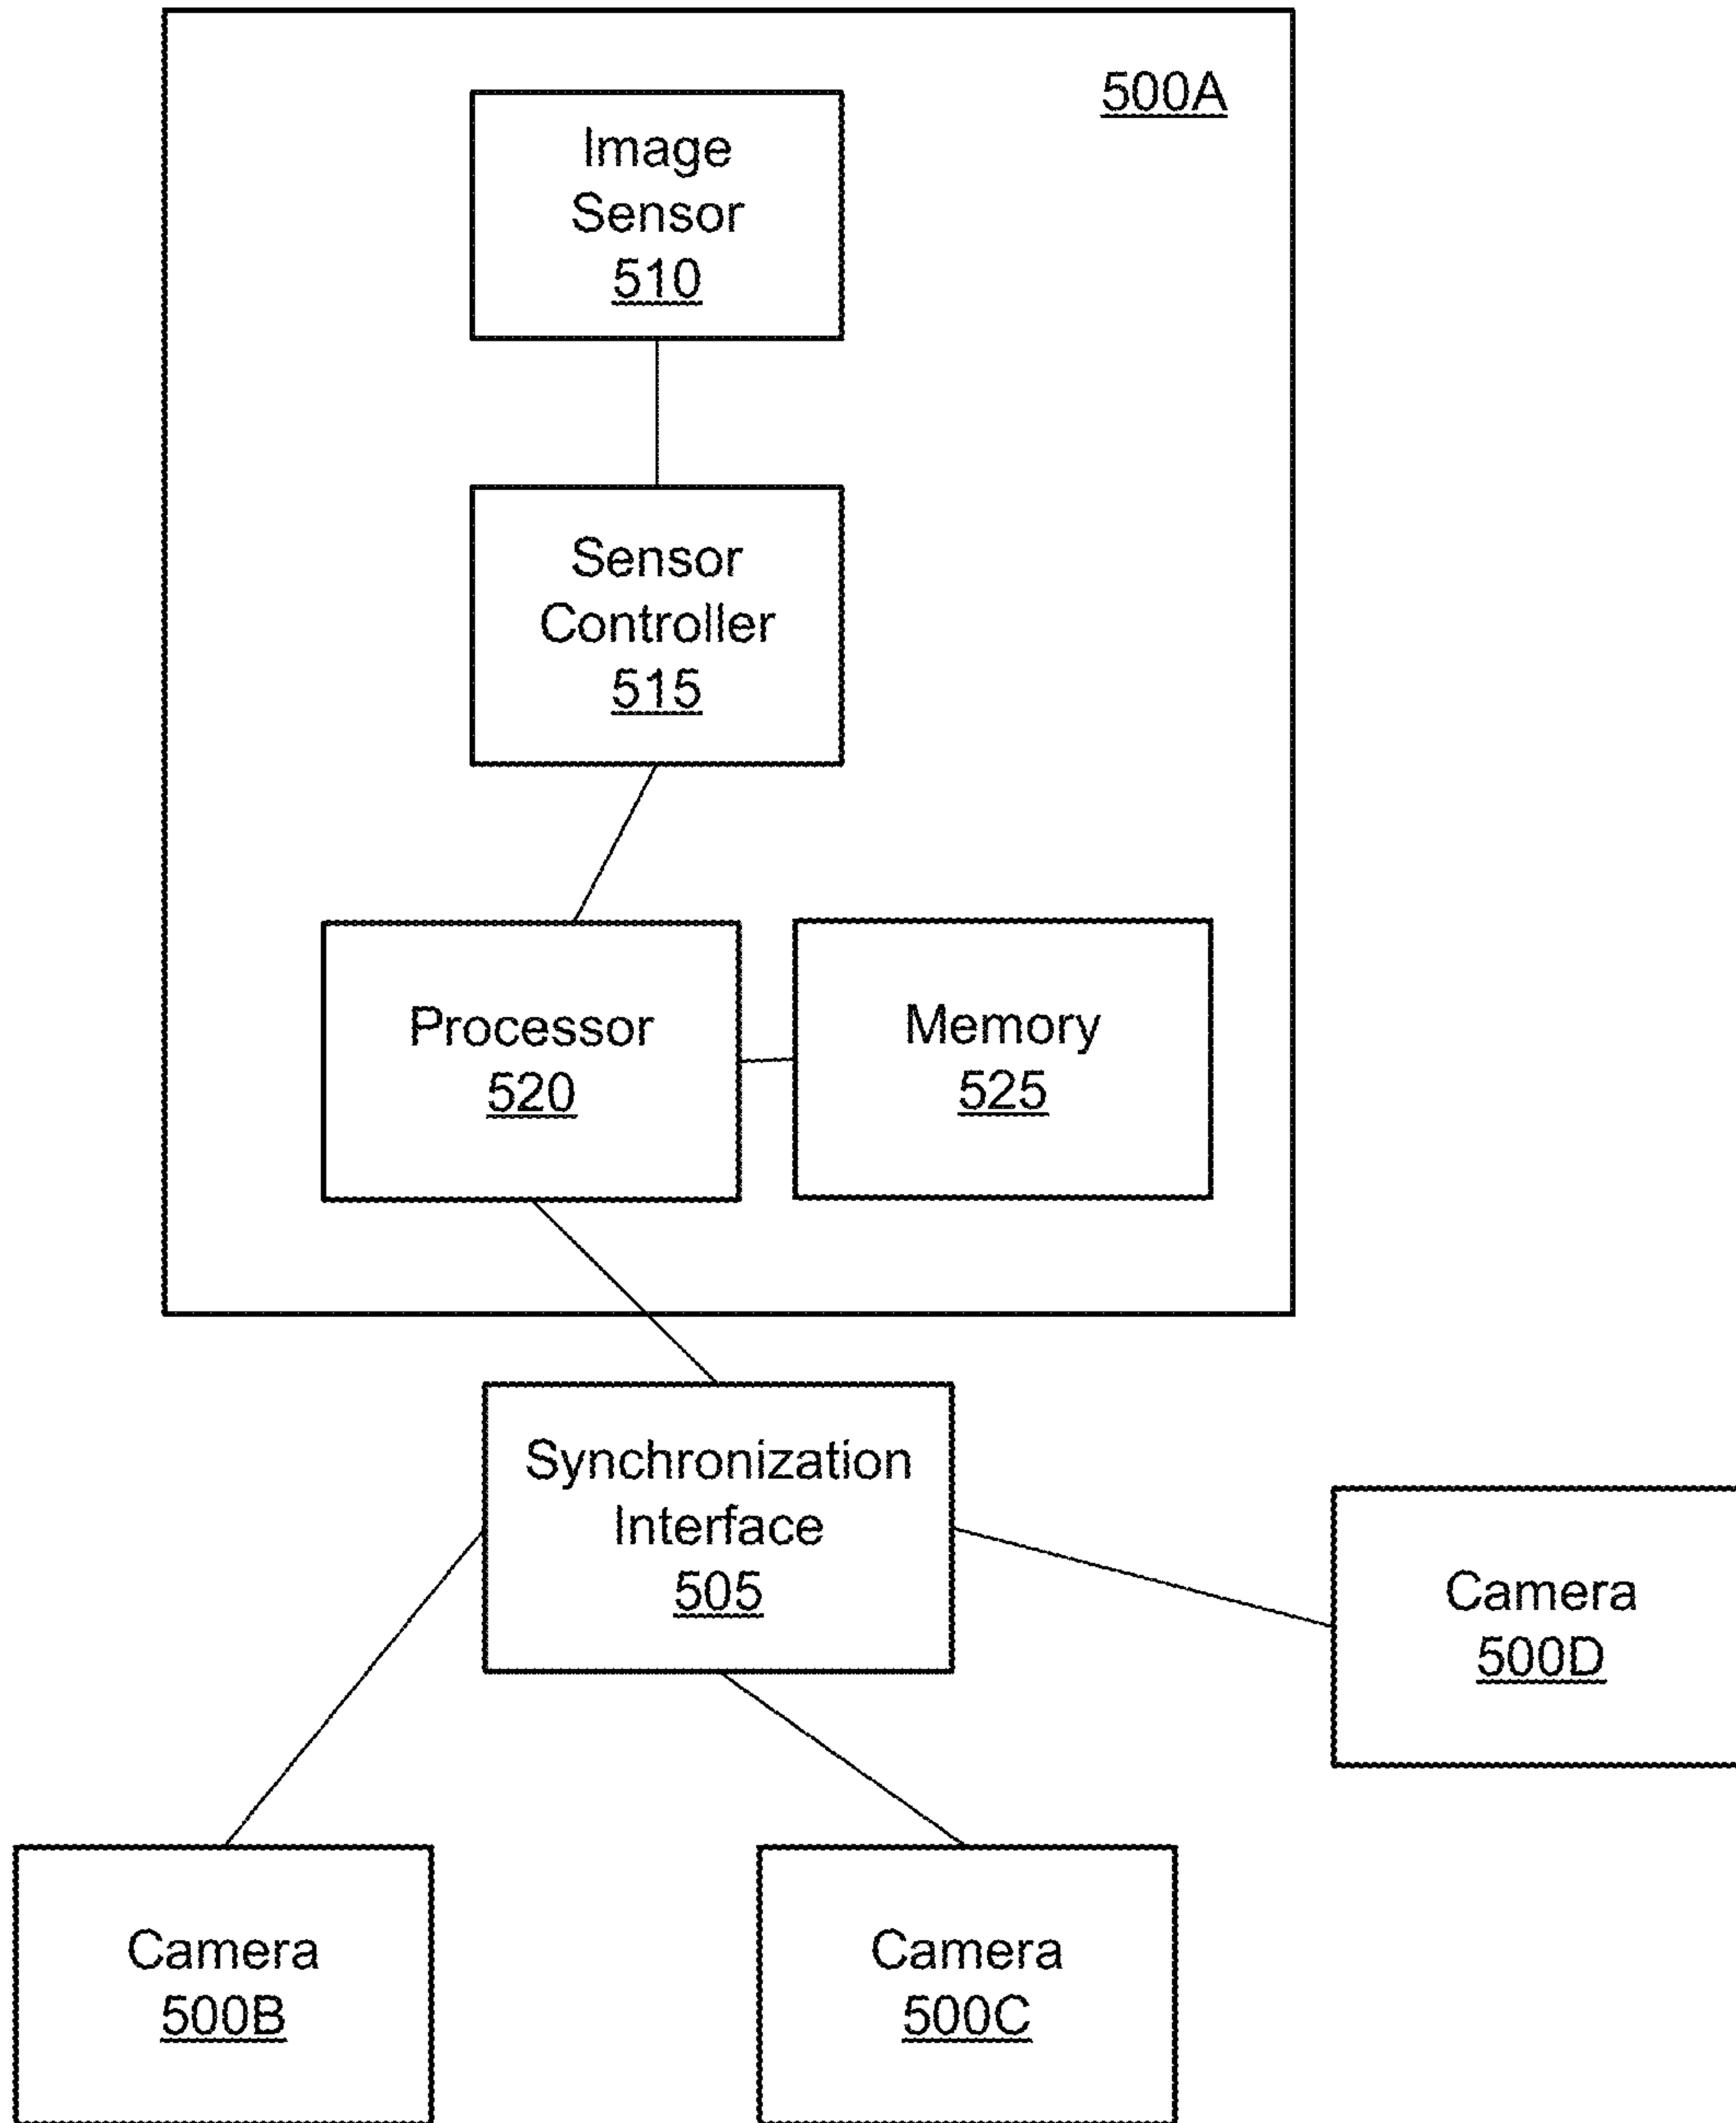 500A
Image
Sensor
510
Sensor
Controller
515
Processor
520
Memory
525
Synchronization
Interface
505
Camera
500D
Camera
500B
Camera
500C